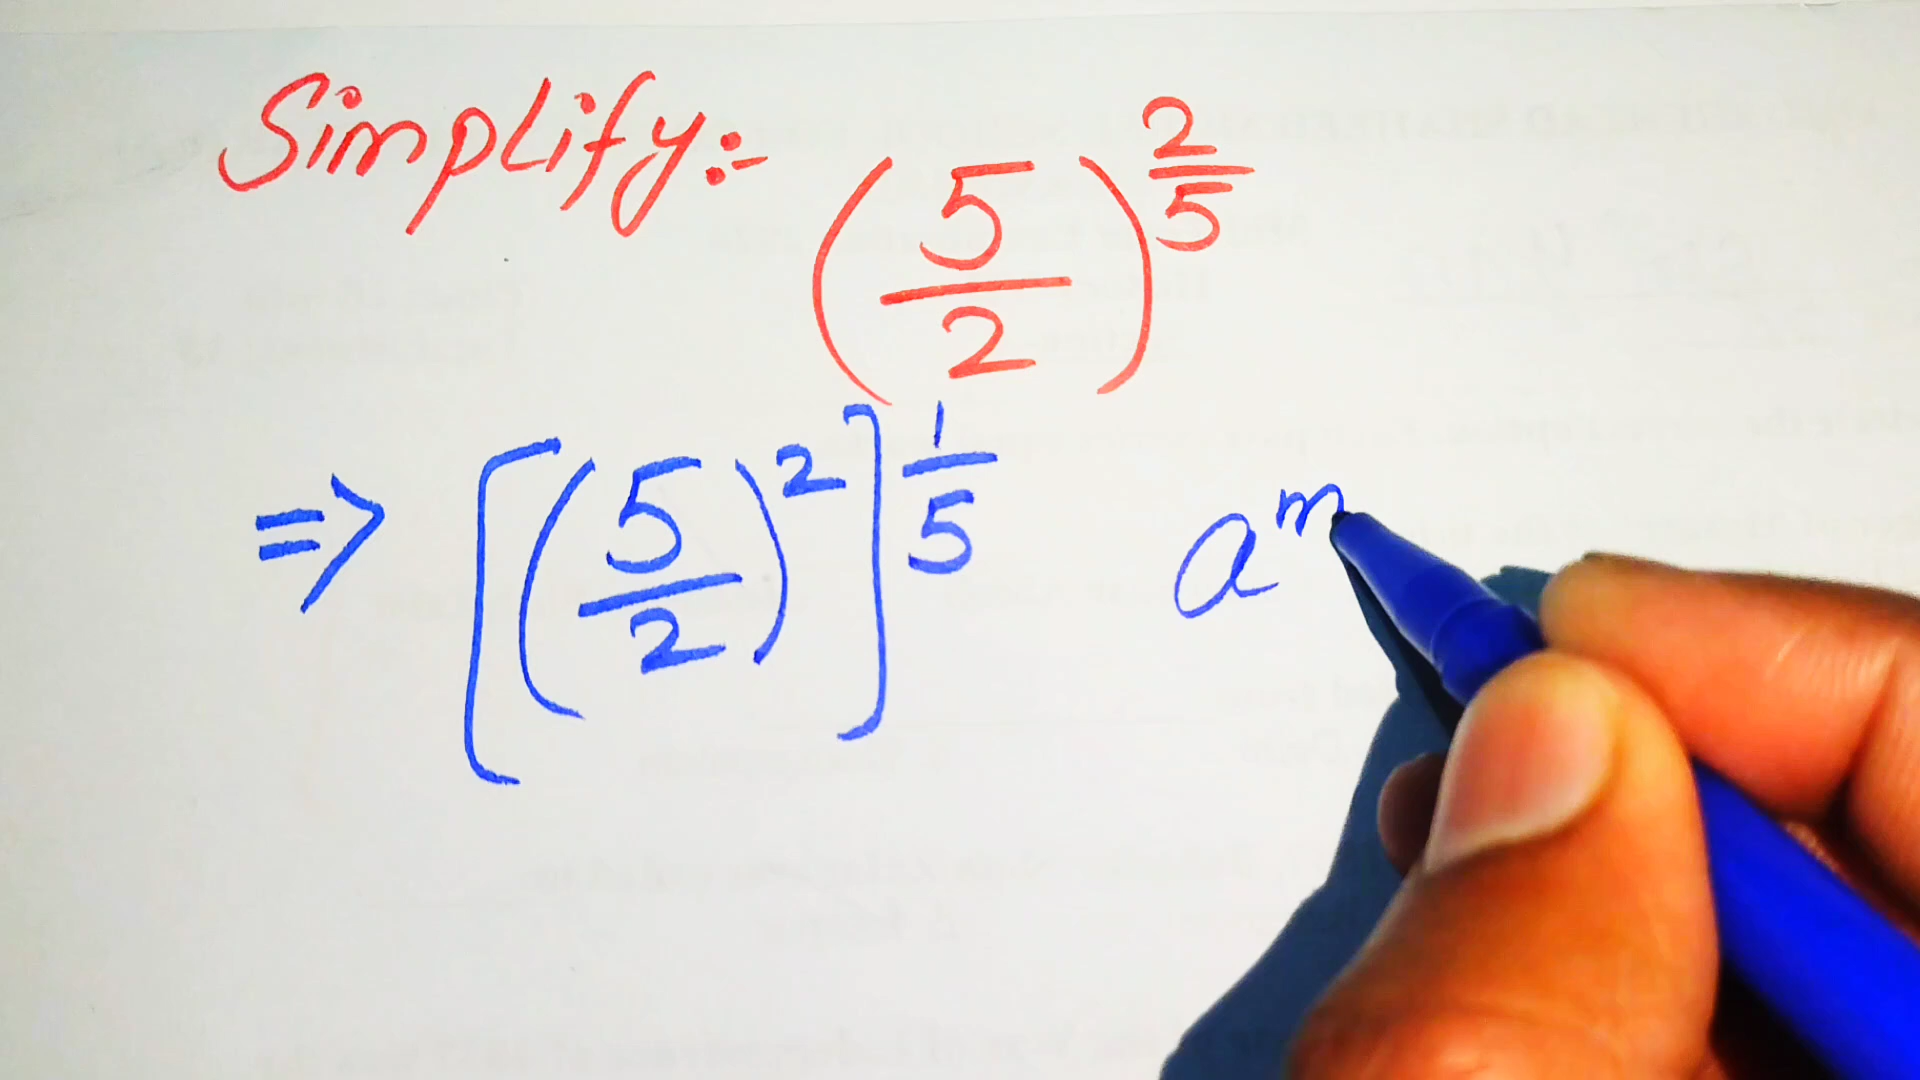 Simplify:- (5/2)^(2/5)
=> [(5/2)^2]^(1/5) a^m